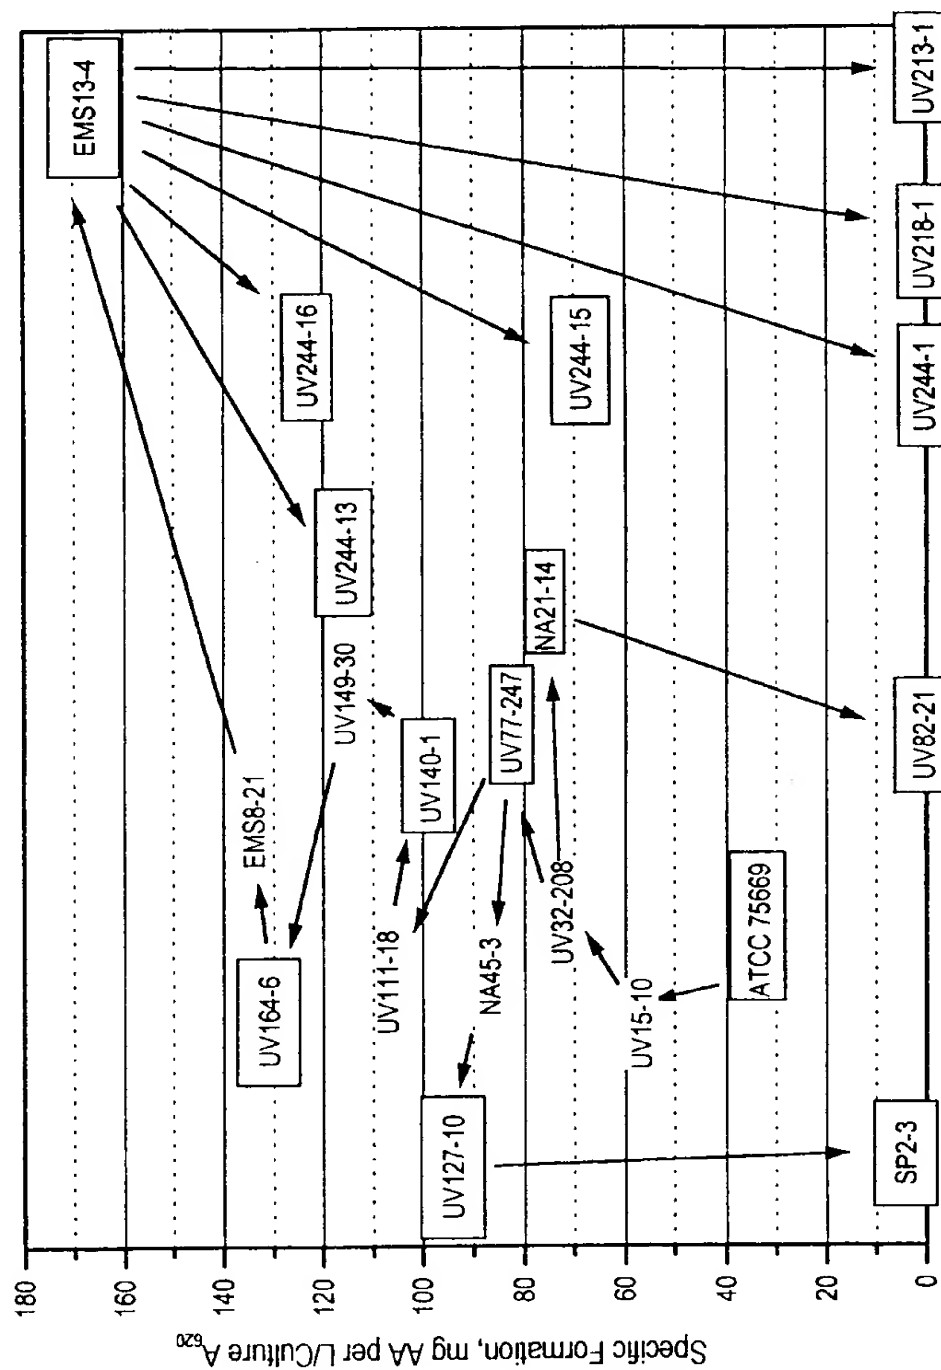 Specific Formation, mg AA per L/Culture A620
180
160
140
120
100
80
60
40
20
0
EMS13-4
UV244-16
UV244-13
UV244-15
EMS8-21
UV149-30
UV164-6
UV140-1
UV111-18
UV77-247
NA21-14
NA45-3
UV127-10
UV32-208
UV15-10
ATCC 75669
SP2-3
UV82-21
UV244-1
UV218-1
UV213-1